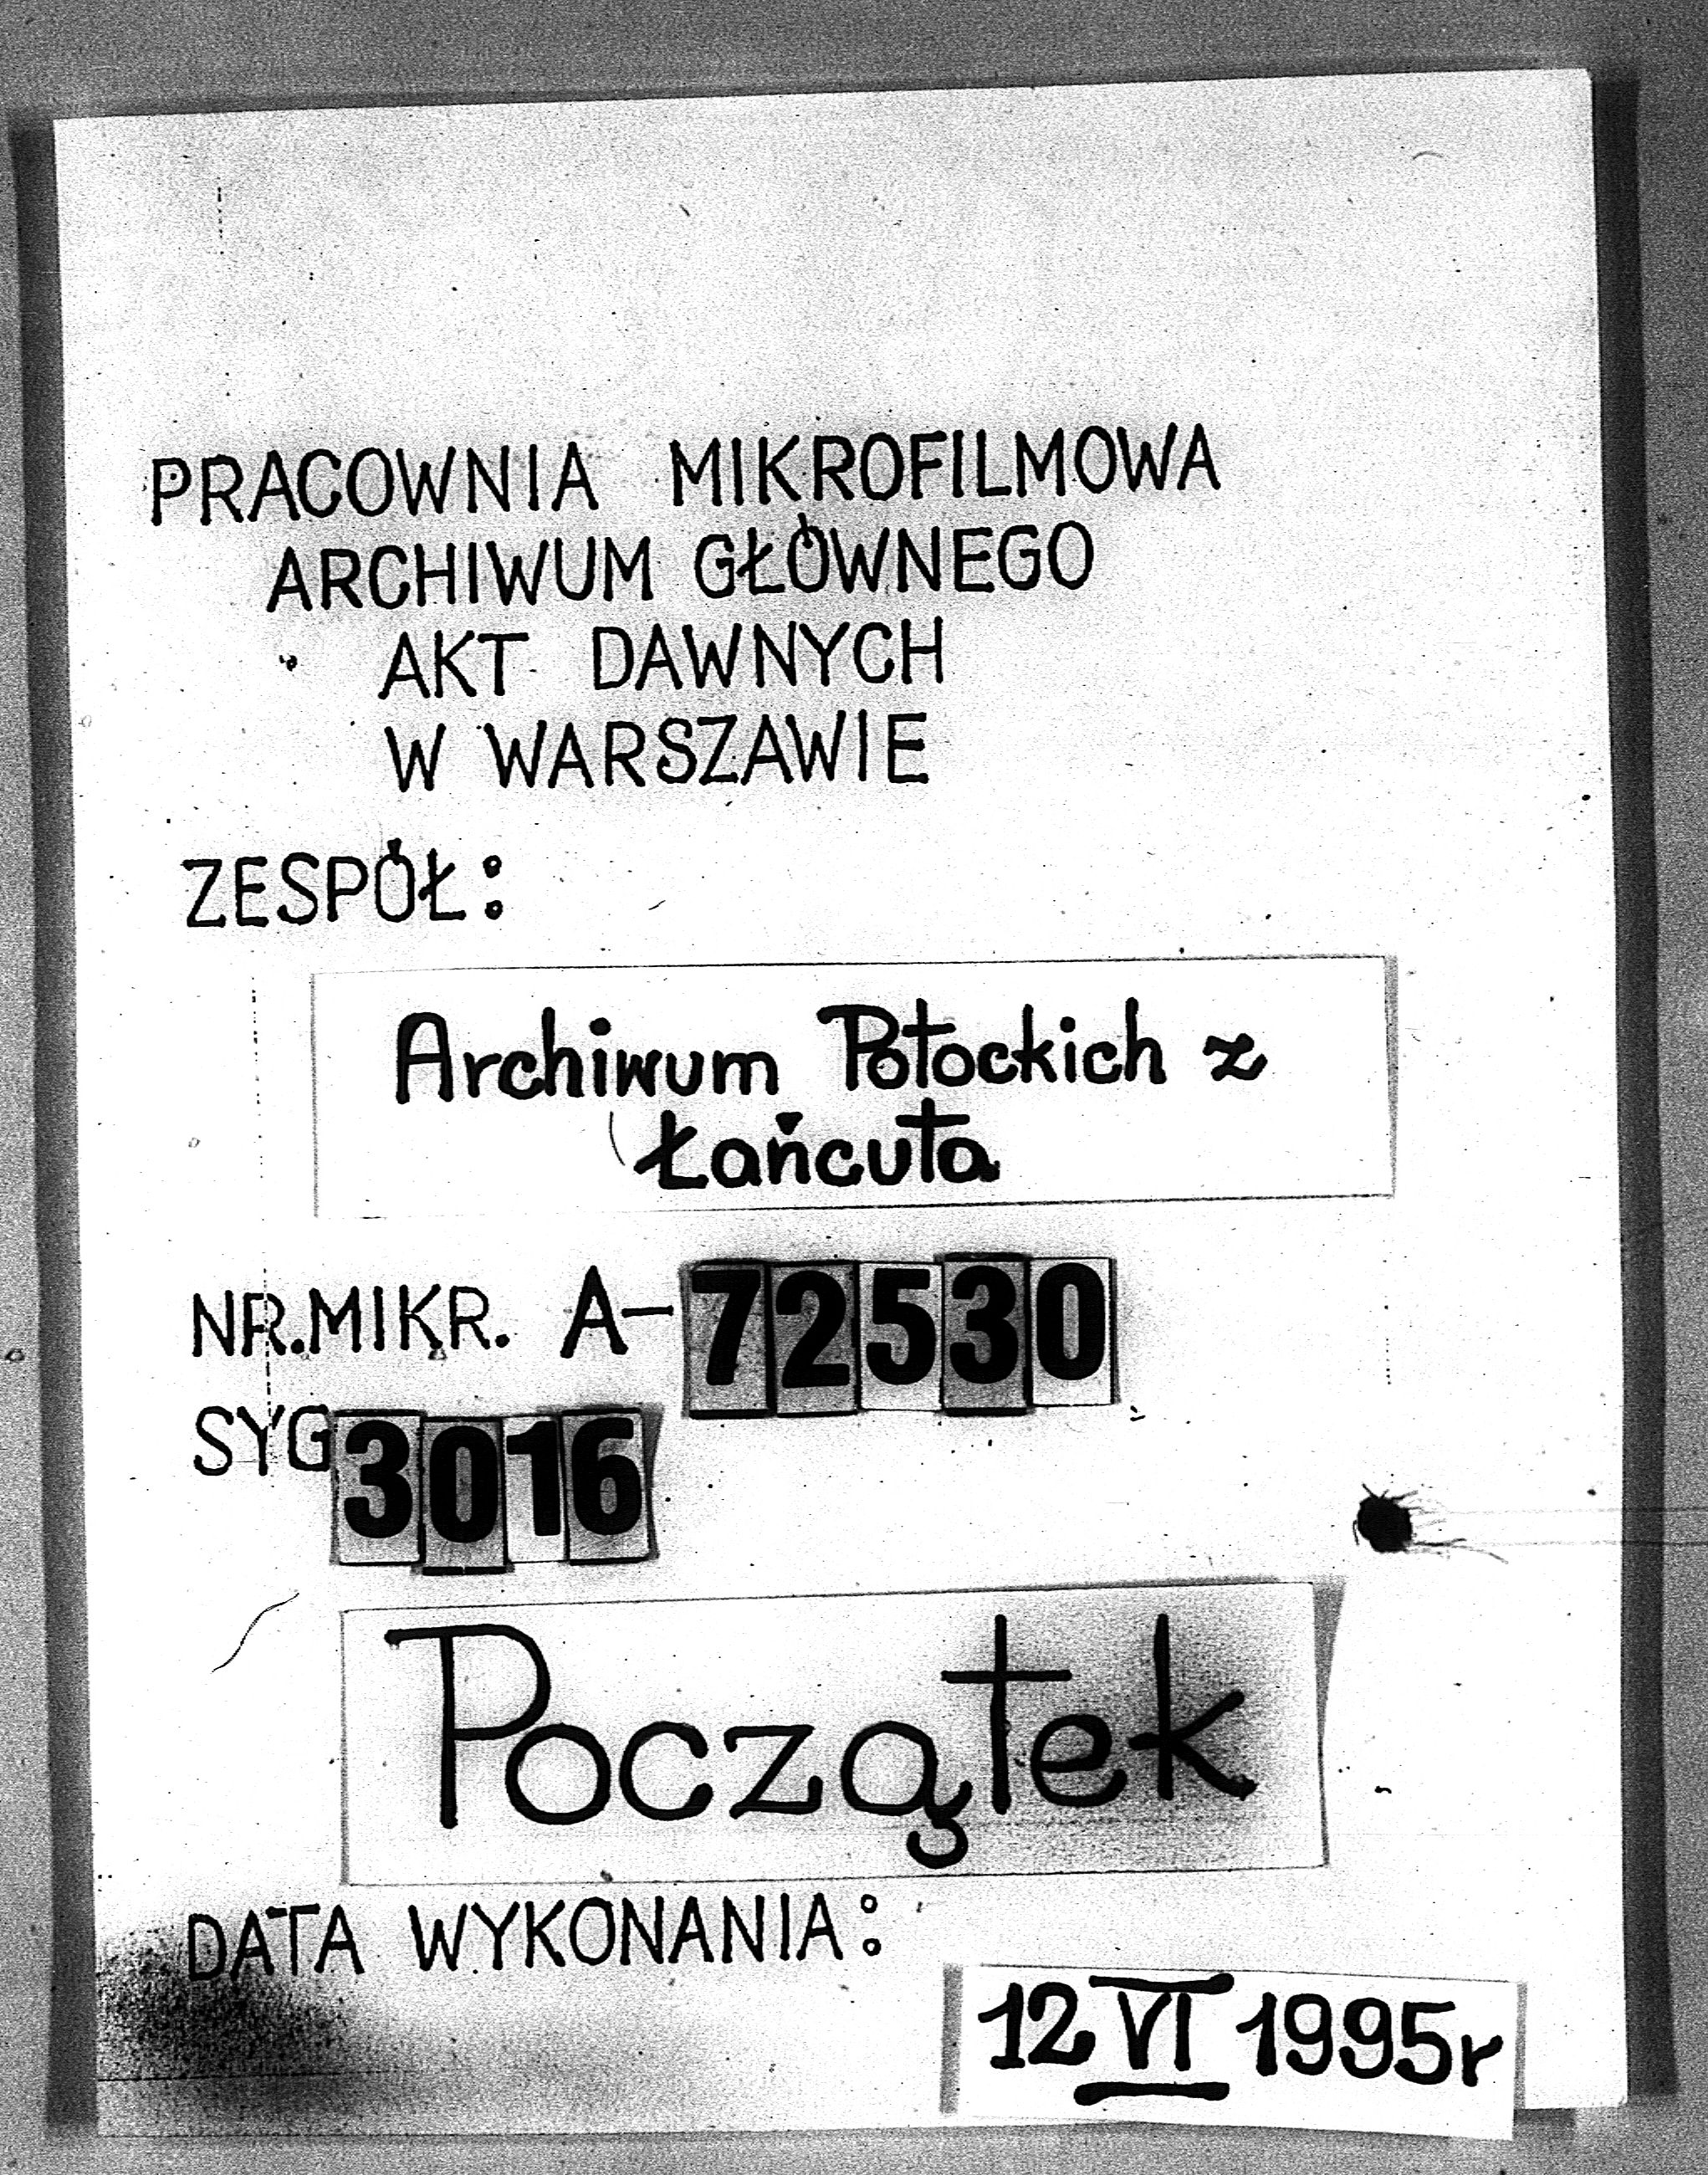 PRACOWNIA MIKROFILMOWA
ARCHIWUM GŁÓWNEGO
AKT DAWNYCH
W WARSZAWIE
ZESPÓŁ:
Archiwum Potockich z
Łańcuta
NR.MIKR. A-72530
SYG 3016
Początek
DATA WYKONANIA:
12 VI 1995r